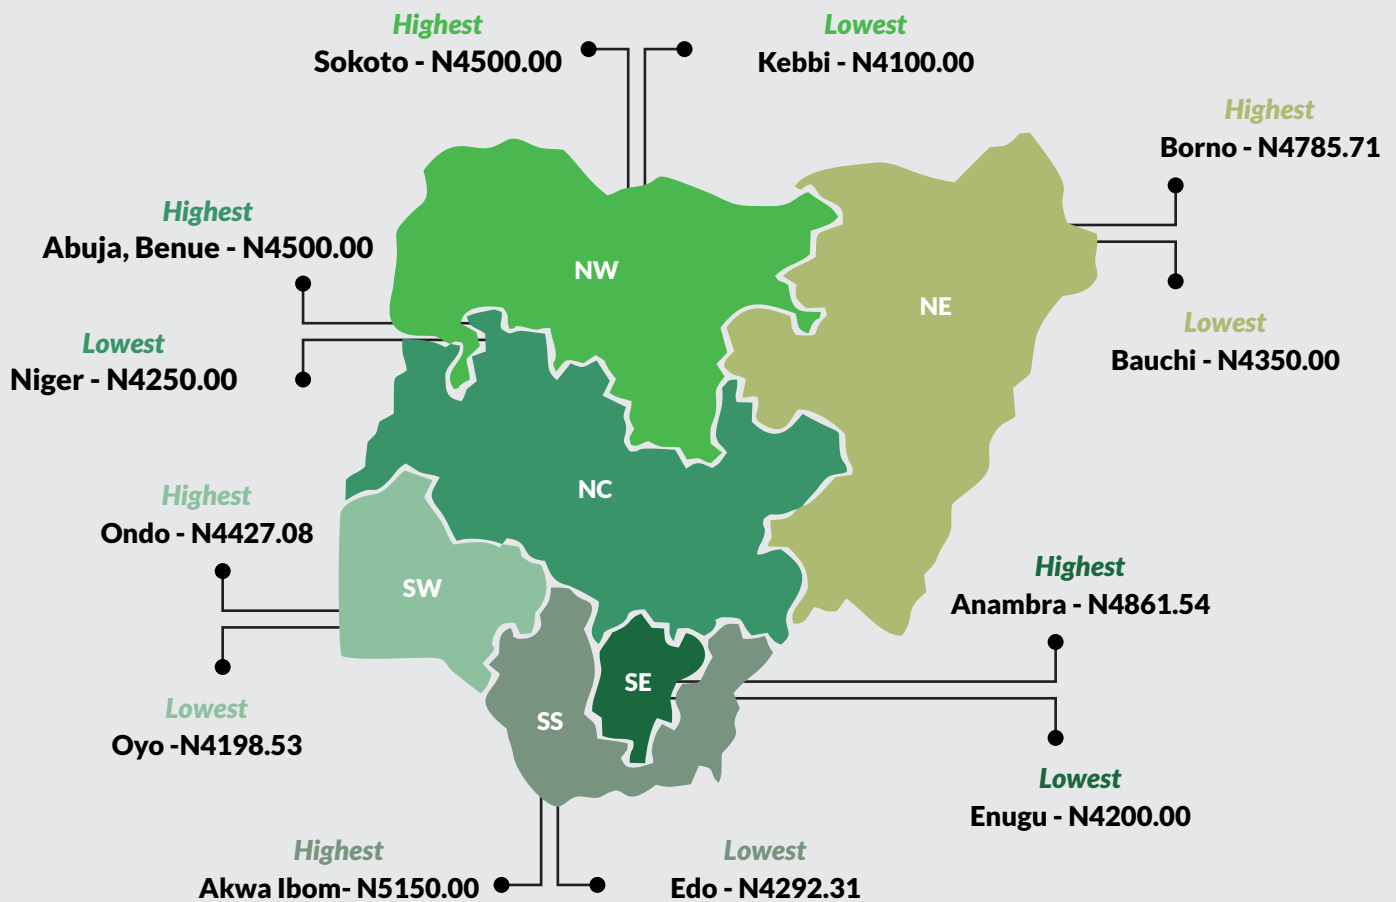 Highest
Sokoto - N4500.00
Lowest
Kebbi - N4100.00
Highest
Borno - N4785.71
Highest
Abuja, Benue - N4500.00
NW
NE
Lowest
Bauchi - N4350.00
Lowest
Niger - N4250.00
NC
Highest
Ondo - N4427.08
SW
Highest
Anambra - N4861.54
SE
SS
Lowest
Oyo -N4198.53
Lowest
Enugu - N4200.00
Highest
Akwa Ibom- N5150.00
Lowest
Edo - N4292.31